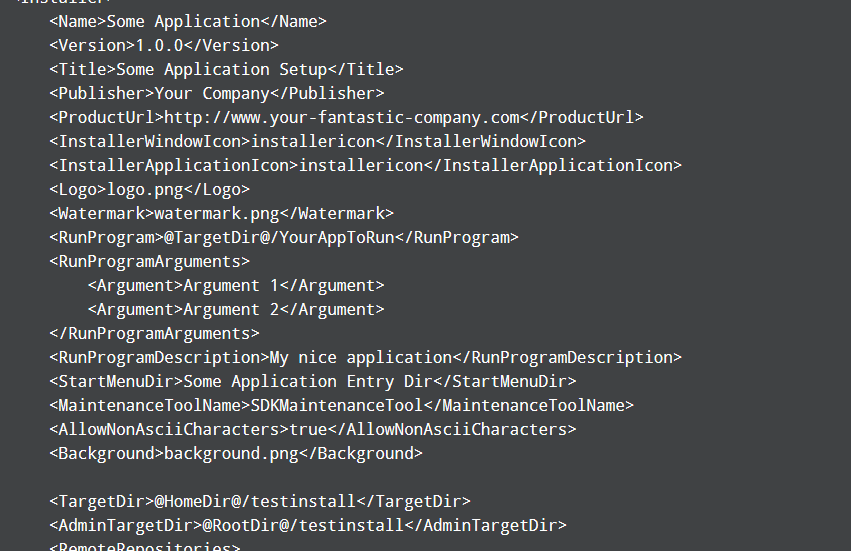 <Installer>
<Name>Some Application</Name>
<Version>1.0.0</Version>
<Title>Some Application Setup</Title>
<Publisher>Your Company</Publisher>
<ProductUrl>http://www.your-fantastic-company.com</ProductUrl>
<InstallerWindowIcon>installericon</InstallerWindowIcon>
<InstallerApplicationIcon>installericon</InstallerApplicationIcon>
<Logo>logo.png</Logo>
<Watermark>watermark.png</Watermark>
<RunProgram>@TargetDir@/YourAppToRun</RunProgram>
<RunProgramArguments>
<Argument>Argument 1</Argument>
<Argument>Argument 2</Argument>
</RunProgramArguments>
<RunProgramDescription>My nice application</RunProgramDescription>
<StartMenuDir>Some Application Entry Dir</StartMenuDir>
<MaintenanceToolName>SDKMaintenanceTool</MaintenanceToolName>
<AllowNonAsciiCharacters>true</AllowNonAsciiCharacters>
<Background>background.png</Background>
<TargetDir>@HomeDir@/testinstall</TargetDir>
<AdminTargetDir>@RootDir@/testinstall</AdminTargetDir>
<RemoteRepositories>